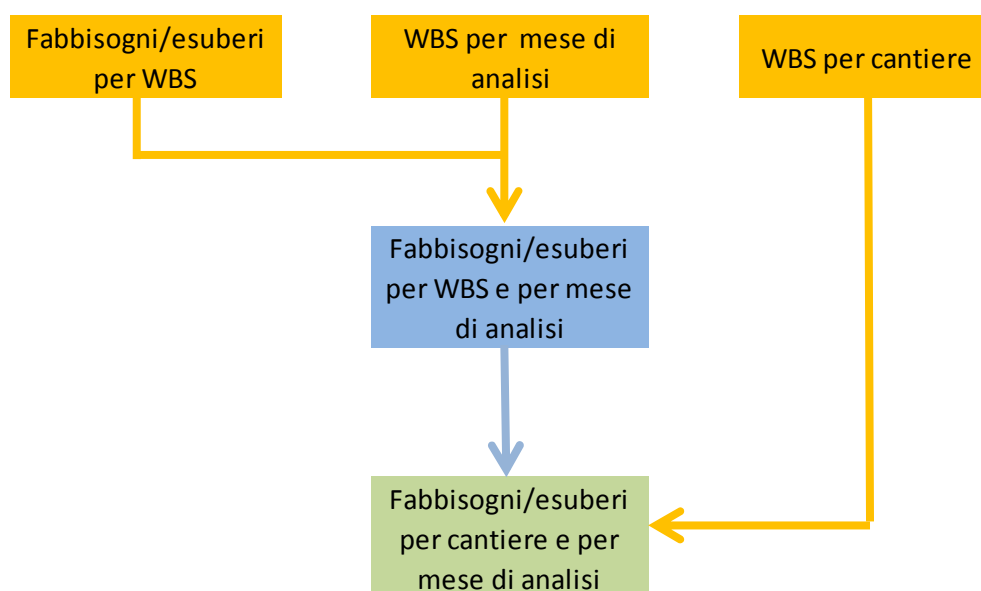 Fabbisogni/esuberi
per WBS
WBS per mese di
analisi
WBS per cantiere
Fabbisogni/esuberi
per WBS e per mese
di analisi
Fabbisogni/esuberi
per cantiere e per
mese di analisi